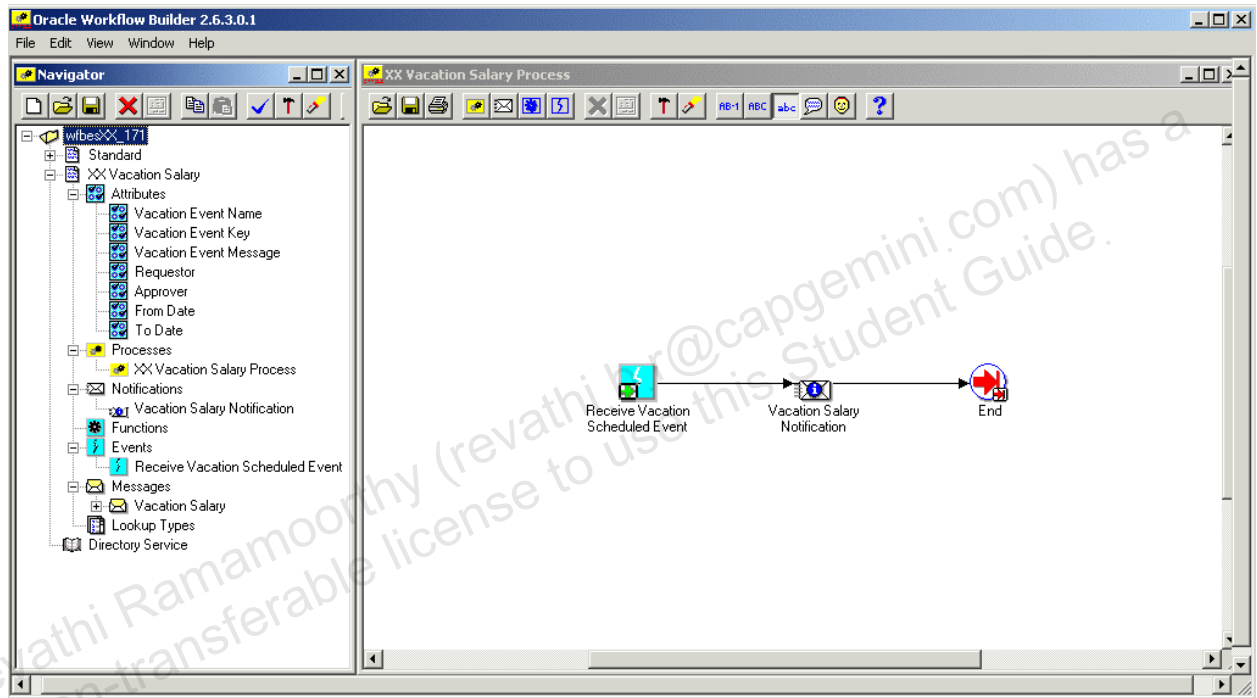 Oracle Workflow Builder 2.6.3.0.1
File Edit View Window Help
Navigator
XX Vacation Salary Process
AB-1 ABC abc ?
wfbesXX_171
Standard
XX Vacation Salary
Attributes
Vacation Event Name
Vacation Event Key
Vacation Event Message
Requestor
Approver
From Date
To Date
Processes
XX Vacation Salary Process
Notifications
Vacation Salary Notification
Functions
Events
Receive Vacation Scheduled Event
Messages
Vacation Salary
Lookup Types
Directory Service
Receive Vacation
Scheduled Event
Vacation Salary
Notification
End
Ramamoorthy (revathi
@capgemini.com) has a
license to use this Student Guide.